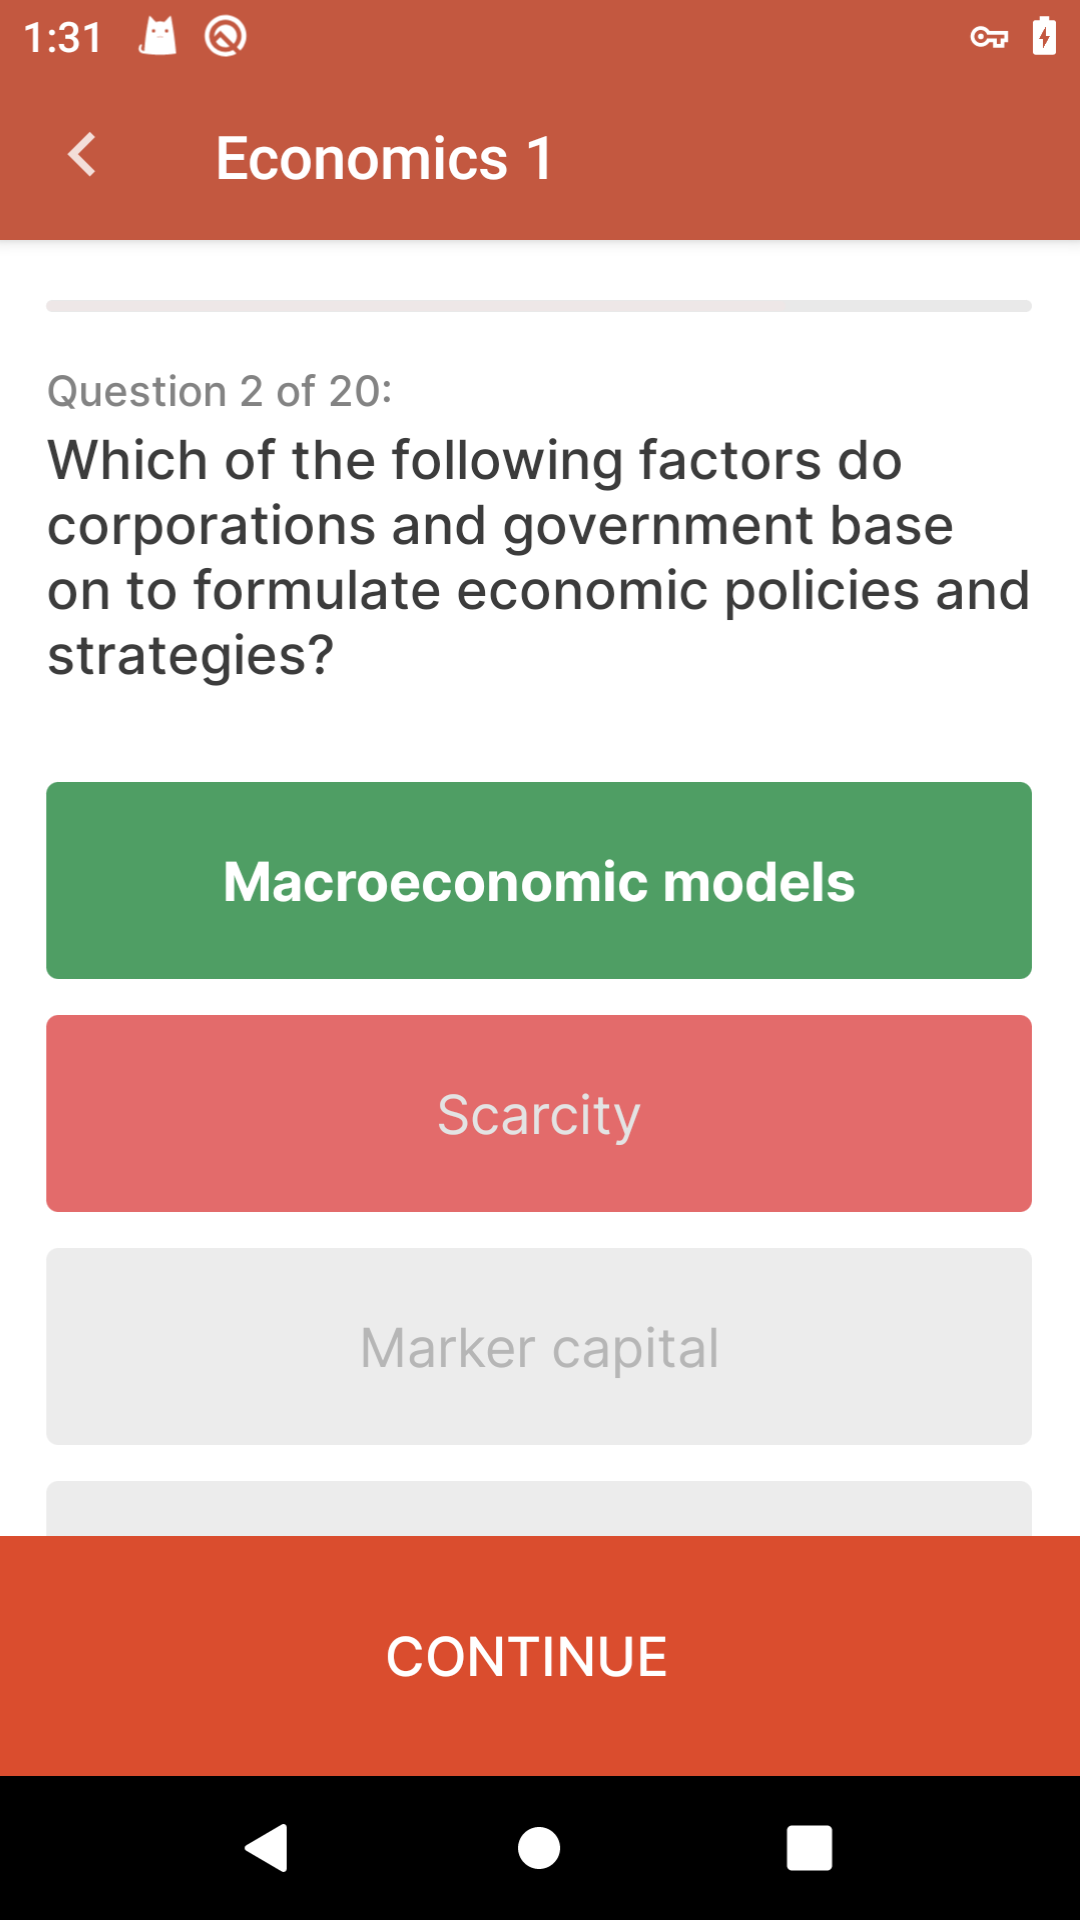 1:31
Economics 1
Question 2 of 20:
Which of the following factors do
corporations and government base
on to formulate economic policies and
strategies?
Macroeconomic models
Scarcity
Marker capital
CONTINUE